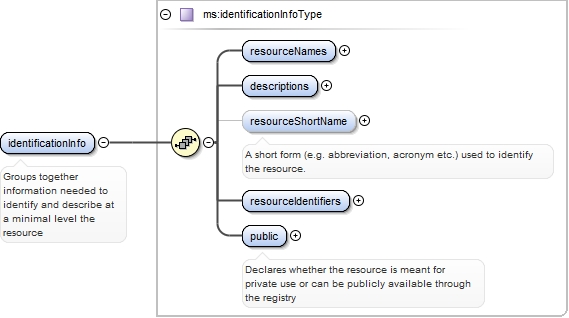 ms:identificationInfoType
resourceNames
descriptions
resourceShortName
A short form (e.g. abbreviation, acronym etc.) used to identify
the resource.
identificationInfo
Groups together
information needed to
identify and describe at
a minimal level the
resource
resourceIdentifiers
public
Declares whether the resource is meant for
private use or can be publicly available through
the registry